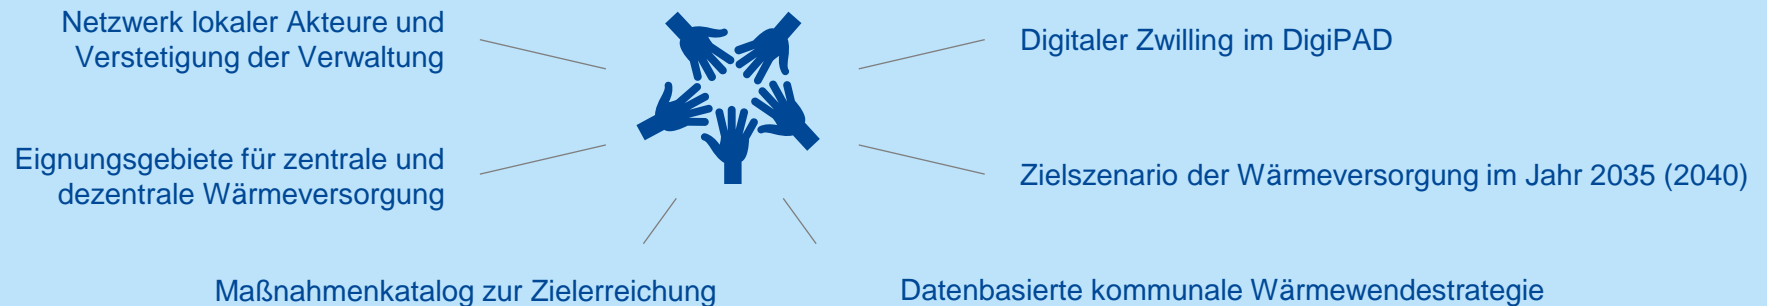 Netzwerk lokaler Akteure und
Verstetigung der Verwaltung
Digitaler Zwilling im DigiPAD
Eignungsgebiete für zentrale und
dezentrale Wärmeversorgung
Zielszenario der Wärmeversorgung im Jahr 2035 (2040)
Maßnahmenkatalog zur Zielerreichung
Datenbasierte kommunale Wärmewendestrategie